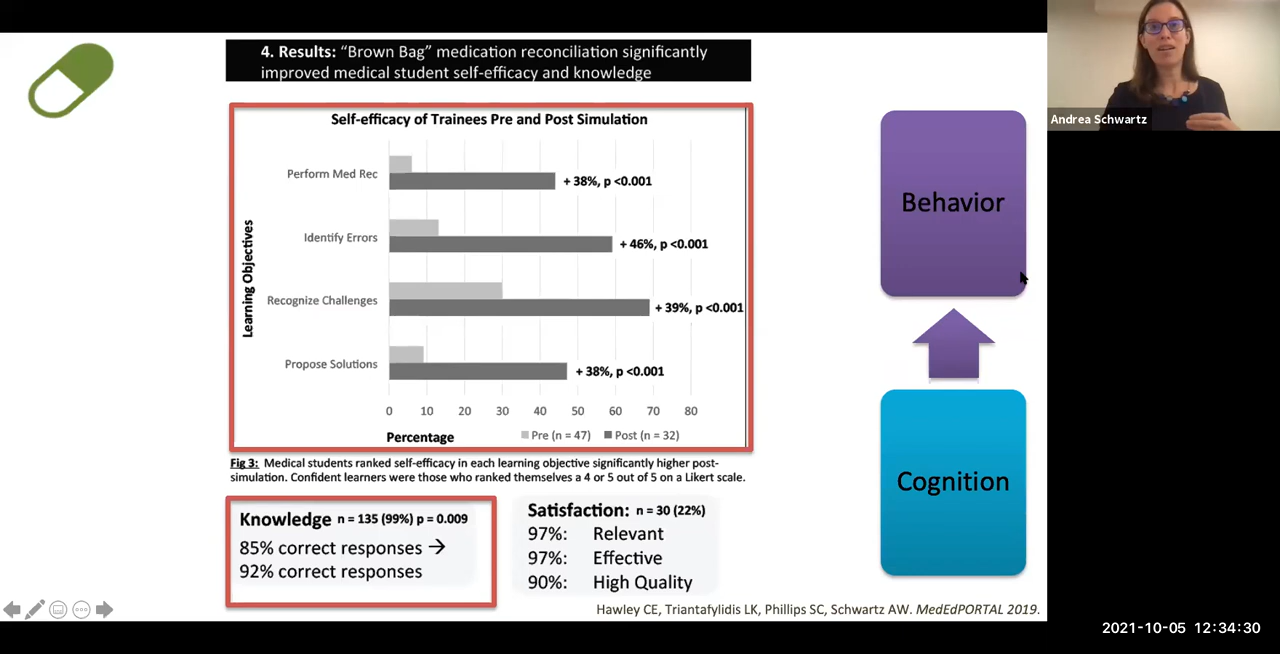 4. Results: “Brown Bag” medication reconciliation significantly
improved medical student self-efficacy and knowledge
Self-efficacy of Trainees Pre and Post Simulation
Learning Objectives
Perform Med Rec
+ 38%, p <0.001
Identify Errors
+ 46%, p <0.001
Recognize Challenges
+ 39%, p <0.001
Propose Solutions
+ 38%, p <0.001
0 10 20 30 40 50 60 70 80
Percentage
Pre (n = 47) Post (n = 32)
Fig 3: Medical students ranked self-efficacy in each learning objective significantly higher post-
simulation. Confident learners were those who ranked themselves a 4 or 5 out of 5 on a Likert scale.
Knowledge n = 135 (99%) p = 0.009
85% correct responses →
92% correct responses
Satisfaction: n = 30 (22%)
97%: Relevant
97%: Effective
90%: High Quality
Behavior
Cognition
Hawley CE, Triantafylidis LK, Phillips SC, Schwartz AW. MedEdPORTAL 2019.
Andrea Schwartz
2021-10-05 12:34:30